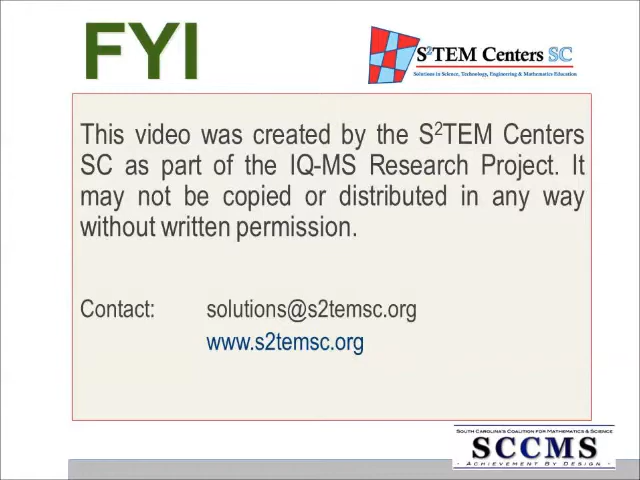 FYI
S²TEM Centers SC
Solutions in Science, Technology, Engineering & Mathematics Education
This video was created by the S²TEM Centers
SC as part of the IQ-MS Research Project. It
may not be copied or distributed in any way
without written permission.
Contact: solutions@s2temsc.org
www.s2temsc.org
SOUTH CAROLINA'S COALITION FOR MATHEMATICS & SCIENCE
SCCMS
- ACHIEVEMENT BY DESIGN -